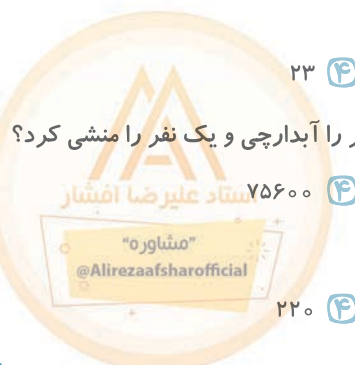 ۴ ۲۳
را آبدارچی و یک نفر را منشی کرد؟
استاد علیرضا افشار
۴ ۷۵۶۰۰
"مشاوره"
@Alirezaafsharofficial
۴ ۲۲۰